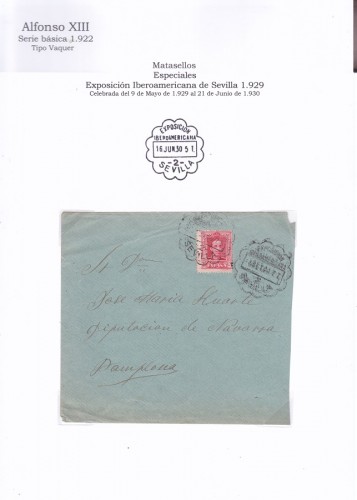 Alfonso XIII
Serie básica 1.922
Tipo Vaquer
Matasellos
Especiales
Exposición Iberoamericana de Sevilla 1.929
Celebrada del 9 de Mayo de 1.929 al 21 de Junio de 1.930
EXPOSICIÓN
IBEROAMERICANA
16 JUN 30 5 T.
-2-
SEVILLA
Sr Don
José María Huarte
Diputación de Navarra
Pamplona
SEVILLA